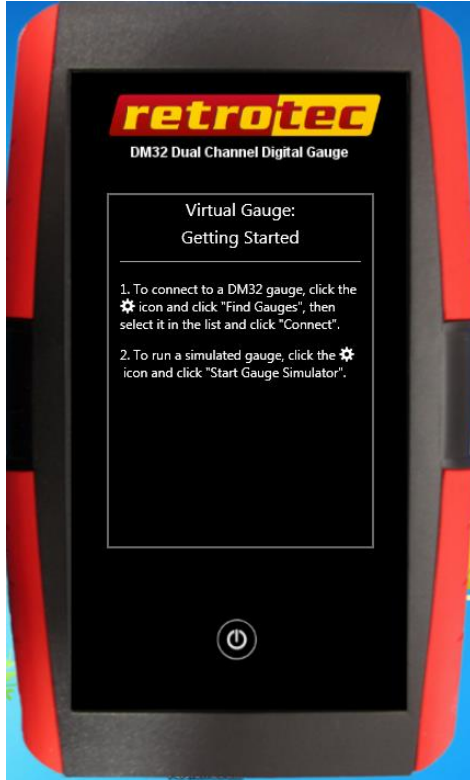 retrotec
DM32 Dual Channel Digital Gauge
Virtual Gauge:
Getting Started
1. To connect to a DM32 gauge, click the
icon and click "Find Gauges", then
select it in the list and click "Connect".
2. To run a simulated gauge, click the
icon and click "Start Gauge Simulator".